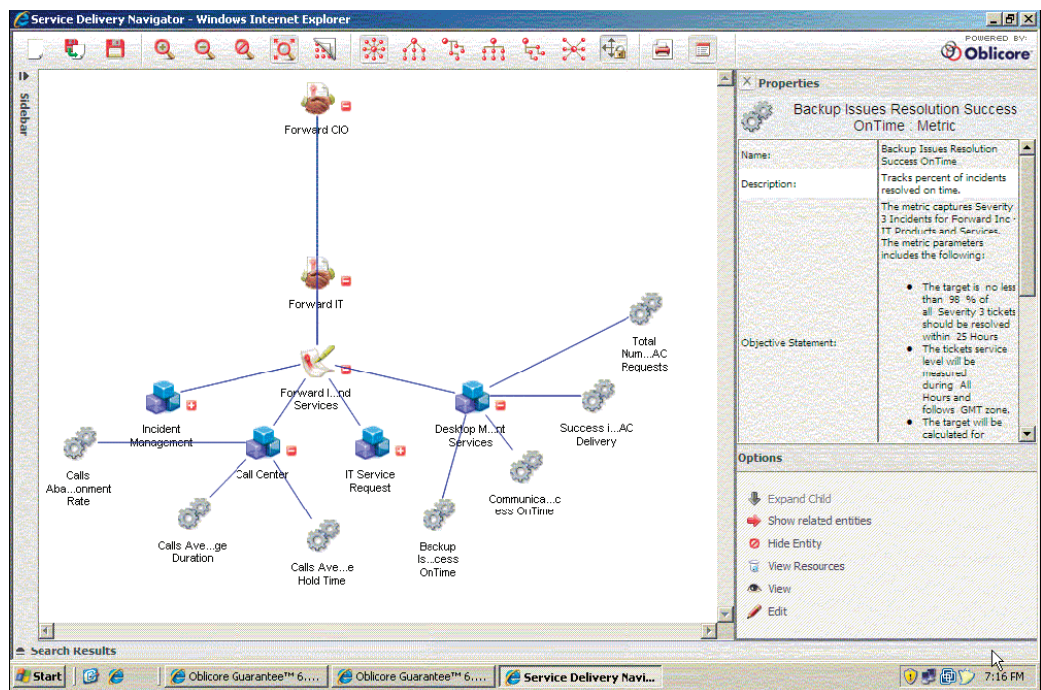 Service Delivery Navigator - Windows Internet Explorer
POWERED BY:
Oblicore
Sidebar
Forward CIO
Forward IT
Forward I...nd
Services
Incident
Management
Call Center
IT Service
Request
Desktop M...nt
Services
Total
Num...AC
Requests
Success i...AC
Delivery
Communica...c
ess OnTime
Backup
Is...cess
OnTime
Calls
Aba...onment
Rate
Calls Ave...ge
Duration
Calls Ave...e
Hold Time
Properties
Backup Issues Resolution Success
OnTime : Metric
Name:
Backup Issues Resolution
Success OnTime
Description:
Tracks percent of incidents
resolved on time.
Objective Statement:
The metric captures Severity
3 Incidents for Forward Inc -
IT Products and Services.
The metric parameters
includes the following:
• The target is no less
than 98 % of
all Severity 3 tickets
should be resolved
within 25 Hours
• The tickets service
level will be
measured
during All
Hours and
follows GMT zone.
• The target will be
calculated for
Options
Expand Child
Show related entities
Hide Entity
View Resources
View
Edit
Search Results
Start
Oblicore Guarantee™ 6....
Oblicore Guarantee™ 6....
Service Delivery Navi...
7:16 PM